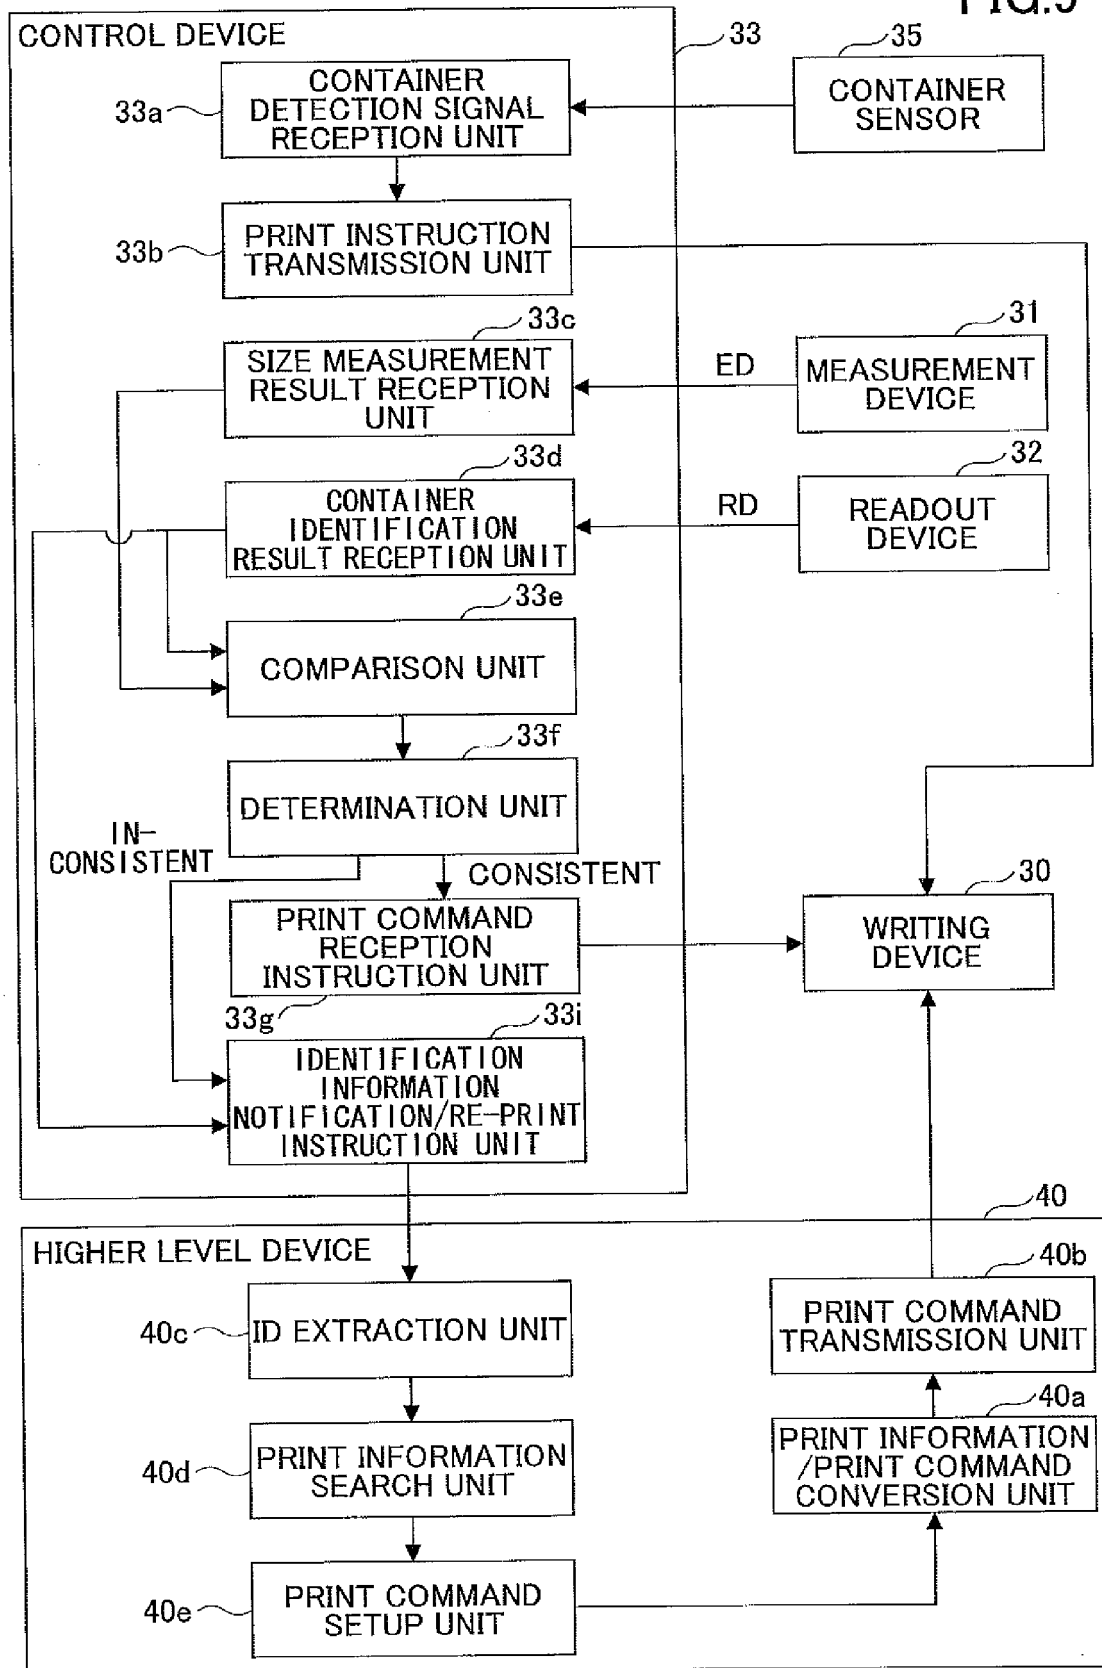 FIG.9
CONTROL DEVICE
33
35
33a
CONTAINER
DETECTION SIGNAL
RECEPTION UNIT
CONTAINER
SENSOR
33b
PRINT INSTRUCTION
TRANSMISSION UNIT
33c
31
SIZE MEASUREMENT
RESULT RECEPTION
UNIT
ED
MEASUREMENT
DEVICE
33d
32
CONTAINER
IDENTIFICATION
RESULT RECEPTION UNIT
RD
READOUT
DEVICE
33e
COMPARISON UNIT
33f
DETERMINATION UNIT
IN-
CONSISTENT
CONSISTENT
30
PRINT COMMAND
RECEPTION
INSTRUCTION UNIT
WRITING
DEVICE
33g
33i
IDENTIFICATION
INFORMATION
NOTIFICATION/RE-PRINT
INSTRUCTION UNIT
40
HIGHER LEVEL DEVICE
40b
40c
ID EXTRACTION UNIT
PRINT COMMAND
TRANSMISSION UNIT
40a
40d
PRINT INFORMATION
SEARCH UNIT
PRINT INFORMATION
/PRINT COMMAND
CONVERSION UNIT
40e
PRINT COMMAND
SETUP UNIT